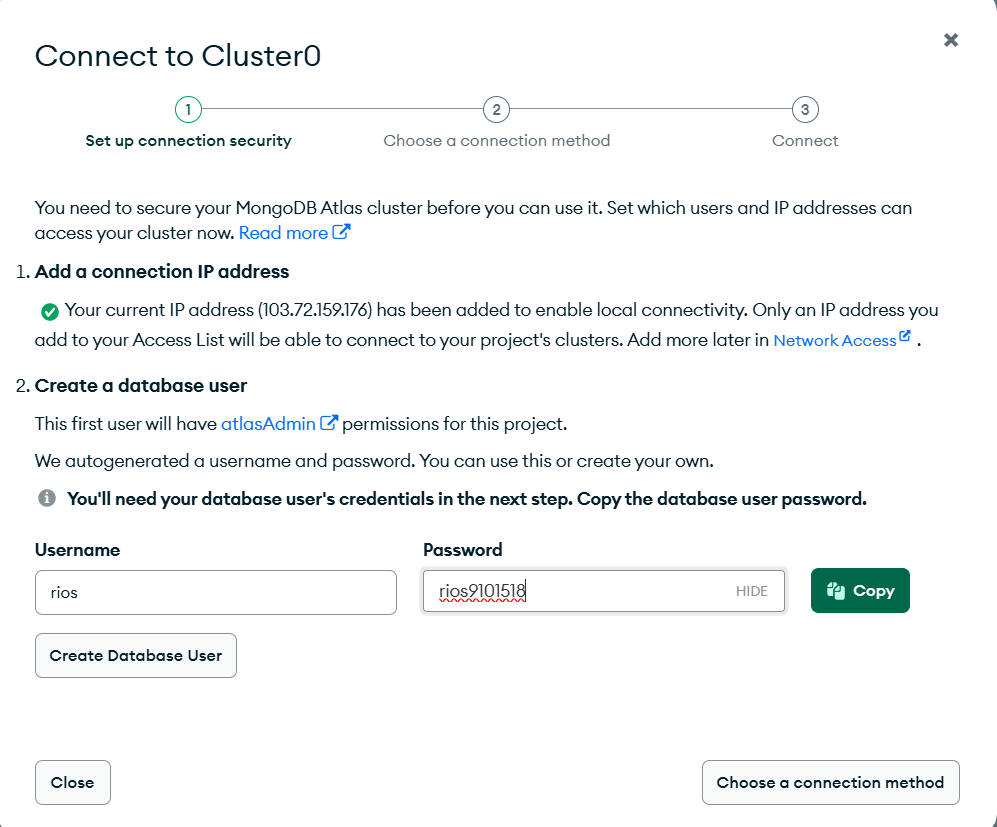 Connect to Cluster0
1
2
3
Set up connection security
Choose a connection method
Connect
You need to secure your MongoDB Atlas cluster before you can use it. Set which users and IP addresses can
access your cluster now. Read more
1. Add a connection IP address
Your current IP address (103.72.159.176) has been added to enable local connectivity. Only an IP address you
add to your Access List will be able to connect to your project's clusters. Add more later in Network Access .
2. Create a database user
This first user will have atlasAdmin permissions for this project.
We autogenerated a username and password. You can use this or create your own.
You'll need your database user's credentials in the next step. Copy the database user password.
Username
Password
rios
rios9101518
HIDE
Copy
Create Database User
Close
Choose a connection method